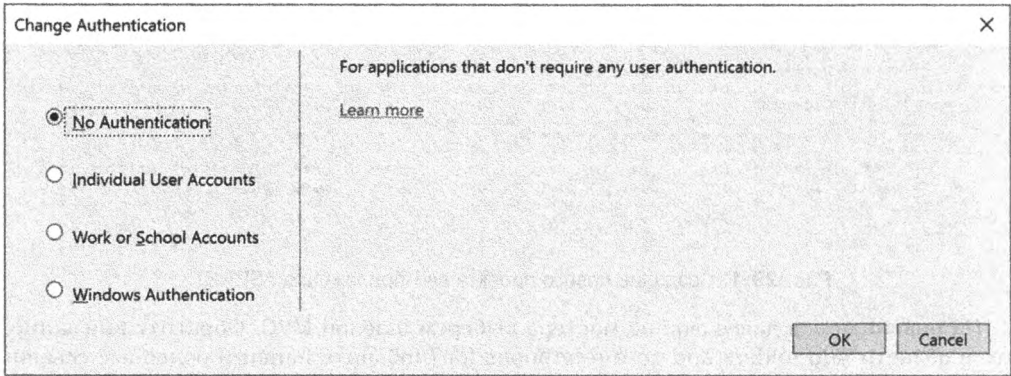 Change Authentication
For applications that don't require any user authentication.
Learn more
No Authentication
Individual User Accounts
Work or School Accounts
Windows Authentication
OK
Cancel